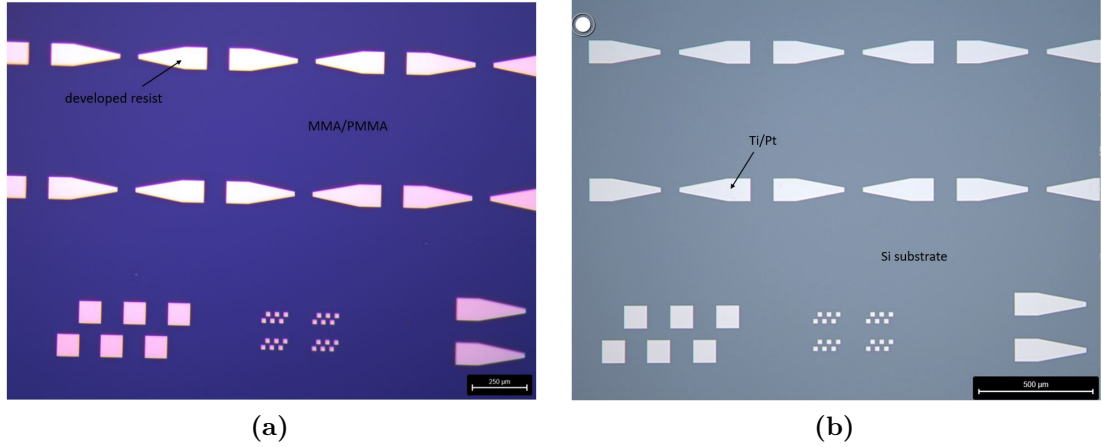 developed resist
MMA/PMMA
250 µm
(a)
Ti/Pt
Si substrate
500 µm
(b)